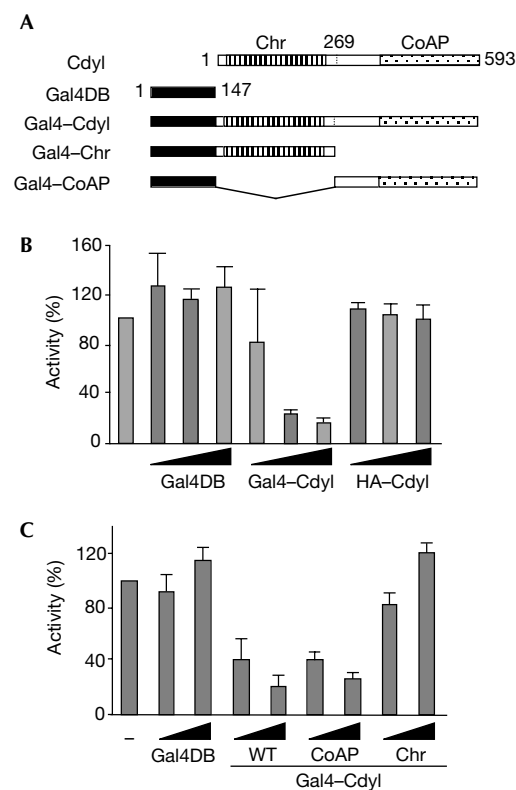 A
Chr 269 CoAP
Cdyl 1 593
Gal4DB 1 147
Gal4–Cdyl
Gal4–Chr
Gal4–CoAP
B
160
120
80
40
0
Activity (%)
Gal4DB Gal4–Cdyl HA–Cdyl
C
120
80
40
0
Activity (%)
– Gal4DB WT CoAP Chr
Gal4–Cdyl